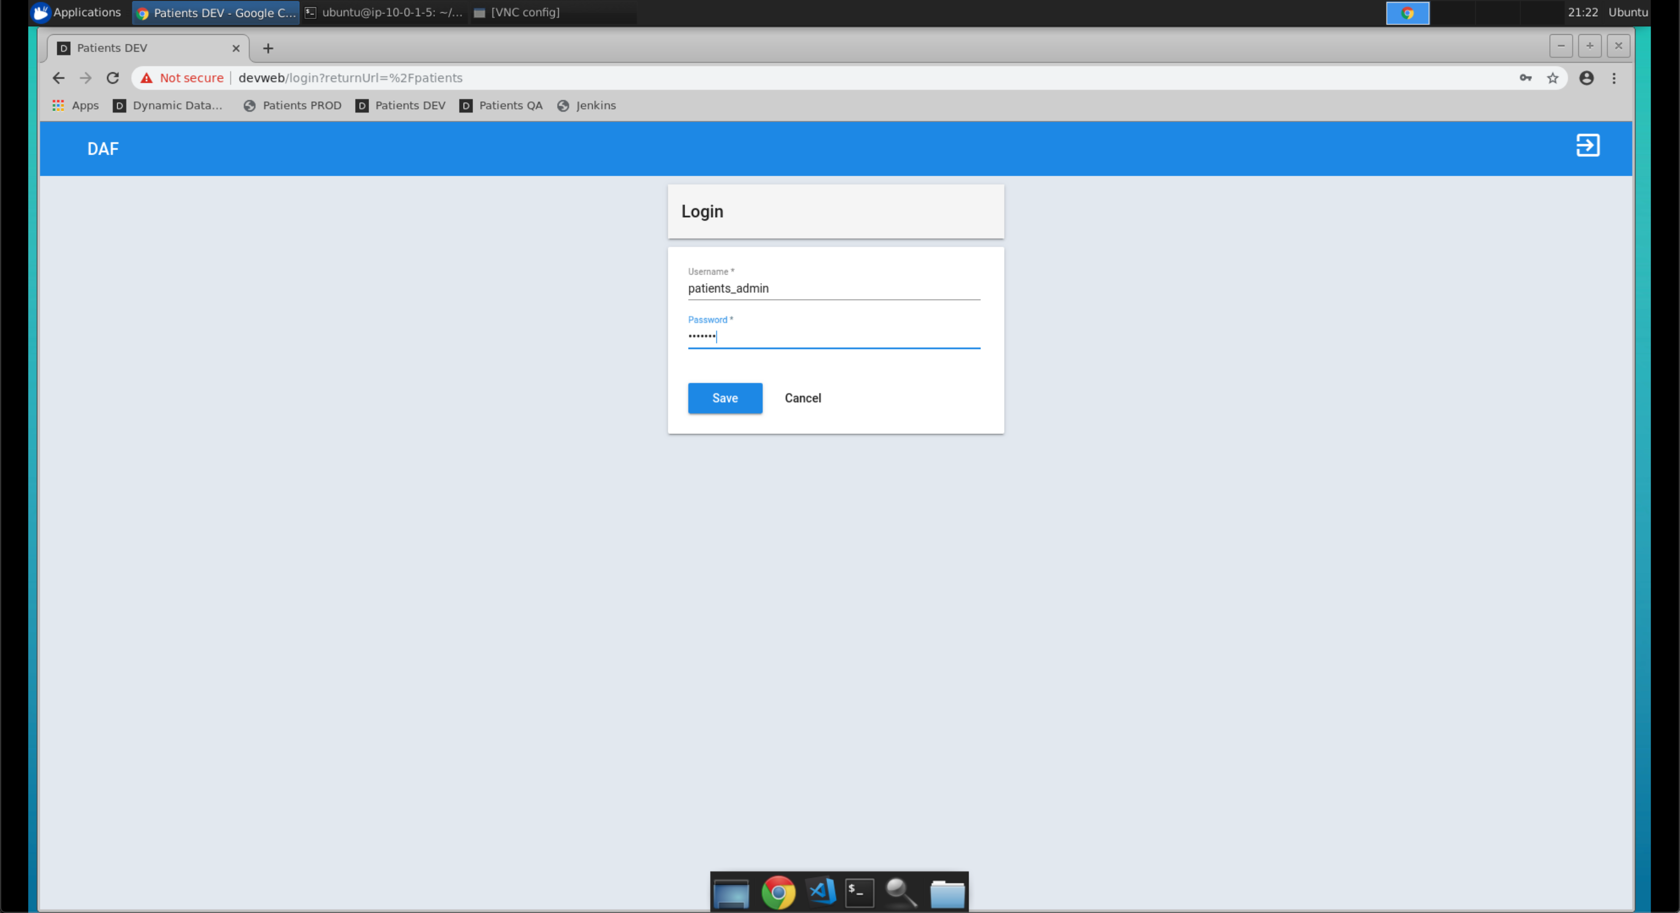 Applications Patients DEV - Google C... ubuntu@ip-10-0-1-5: ~/... [VNC config] 21:22 Ubuntu
D Patients DEV
Not secure devweb/login?returnUrl=%2Fpatients
Apps D Dynamic Data... Patients PROD D Patients DEV D Patients QA Jenkins
DAF
Login
Username *
patients_admin
Password *
•••••••
Save Cancel
$_